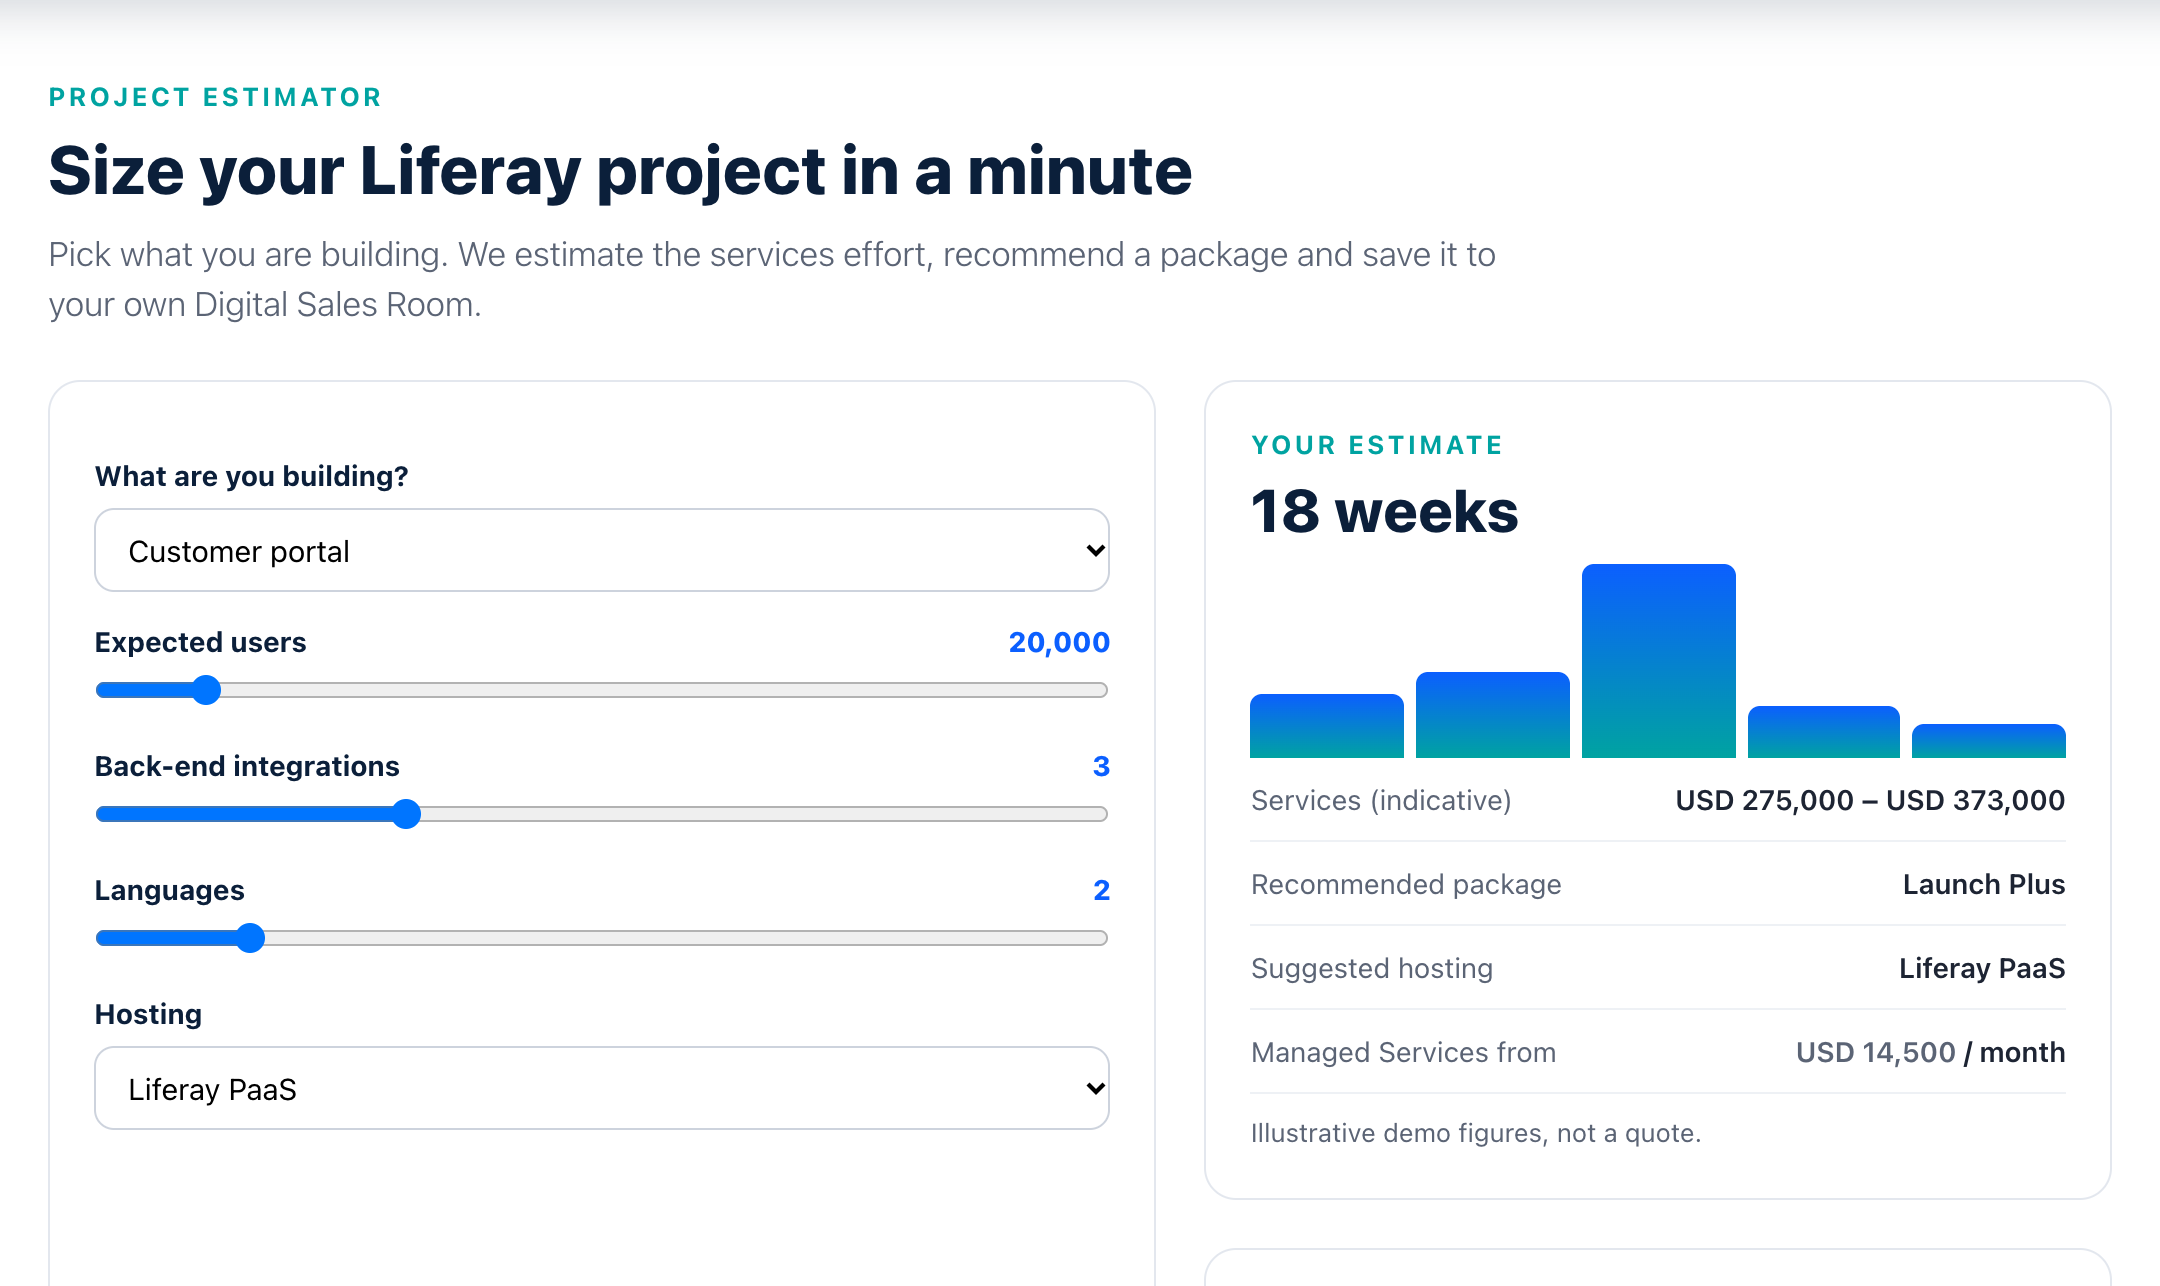 PROJECT ESTIMATOR
Size your Liferay project in a minute
Pick what you are building. We estimate the services effort, recommend a package and save it to
your own Digital Sales Room.
What are you building?
Customer portal
Expected users 20,000
Back-end integrations 3
Languages 2
Hosting
Liferay PaaS
YOUR ESTIMATE
18 weeks
Services (indicative) USD 275,000 – USD 373,000
Recommended package Launch Plus
Suggested hosting Liferay PaaS
Managed Services from USD 14,500 / month
Illustrative demo figures, not a quote.